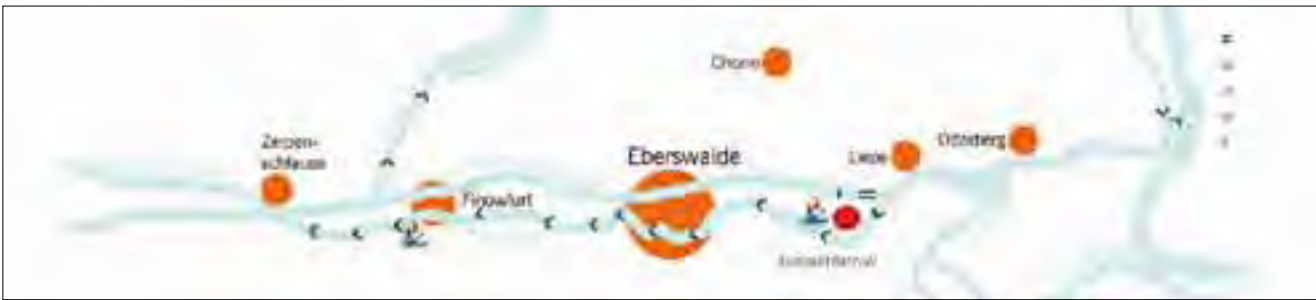 Chorin
Zerpen-
schleuse
Eberswalde
Liepe
Oderberg
Finowfurt